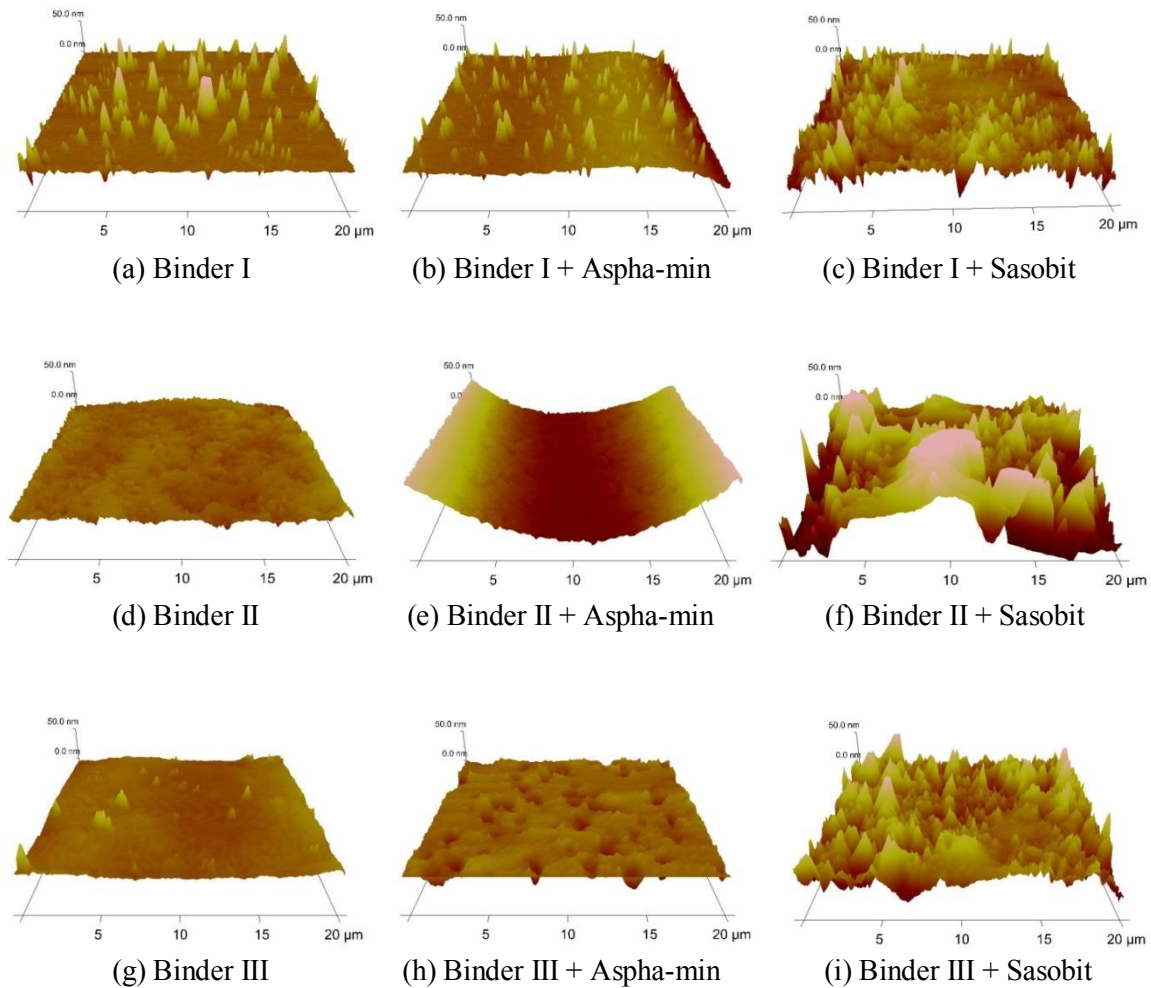 50.0 nm
0.0 nm
5
10
15
20 µm
(a) Binder I
50.0 nm
0.0 nm
5
10
15
20 µm
(b) Binder I + Aspha-min
50.0 nm
0.0 nm
5
10
15
20 µm
(c) Binder I + Sasobit
50.0 nm
0.0 nm
5
10
15
20 µm
(d) Binder II
50.0 nm
0.0 nm
5
10
15
20 µm
(e) Binder II + Aspha-min
50.0 nm
0.0 nm
5
10
15
20 µm
(f) Binder II + Sasobit
50.0 nm
0.0 nm
5
10
15
20 µm
(g) Binder III
50.0 nm
0.0 nm
5
10
15
20 µm
(h) Binder III + Aspha-min
50.0 nm
0.0 nm
5
10
15
20 µm
(i) Binder III + Sasobit